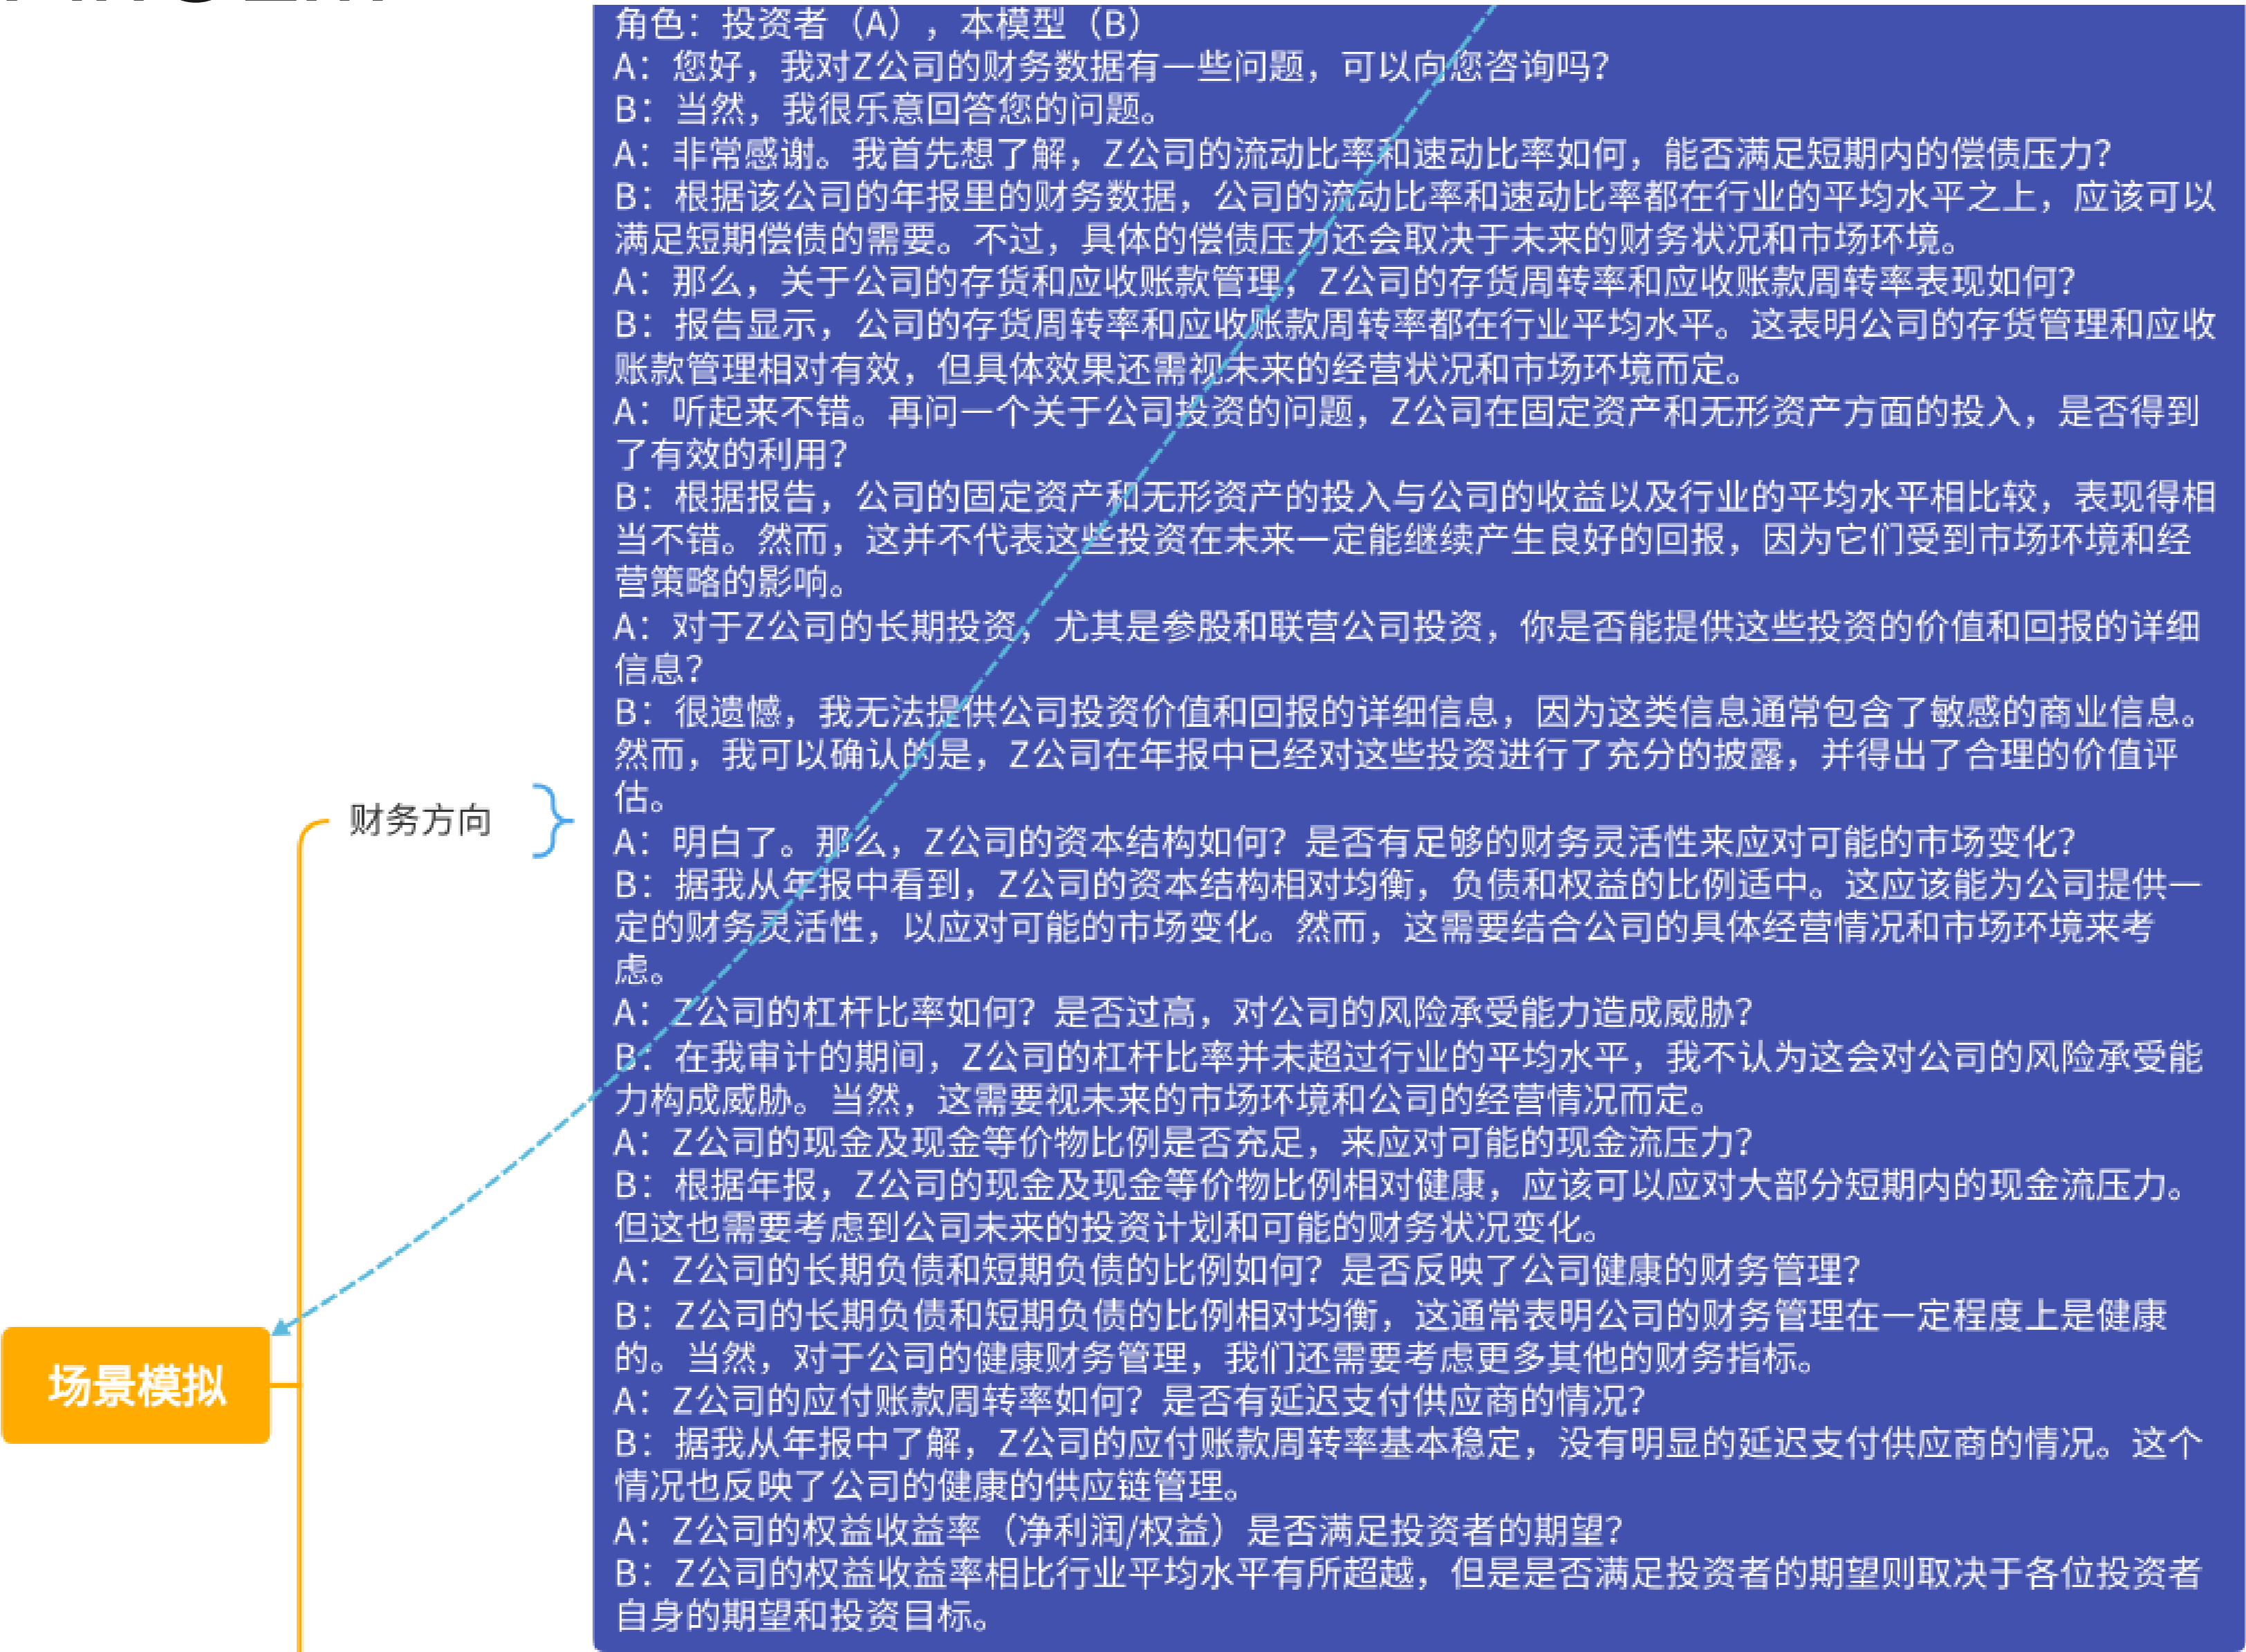 角色：投资者（A），本模型（B）
A：您好，我对Z公司的财务数据有一些问题，可以向您咨询吗？
B：当然，我很乐意回答您的问题。
A：非常感谢。我首先想了解，Z公司的流动比率和速动比率如何，能否满足短期内的偿债压力？
B：根据该公司的年报里的财务数据，公司的流动比率和速动比率都在行业的平均水平之上，应该可以
满足短期偿债的需要。不过，具体的偿债压力还会取决于未来的财务状况和市场环境。
A：那么，关于公司的存货和应收账款管理，Z公司的存货周转率和应收账款周转率表现如何？
B：报告显示，公司的存货周转率和应收账款周转率都在行业平均水平。这表明公司的存货管理和应收
账款管理相对有效，但具体效果还需视未来的经营状况和市场环境而定。
A：听起来不错。再问一个关于公司投资的问题，Z公司在固定资产和无形资产方面的投入，是否得到
了有效的利用？
B：根据报告，公司的固定资产和无形资产的投入与公司的收益以及行业的平均水平相比较，表现得相
当不错。然而，这并不代表这些投资在未来一定能继续产生良好的回报，因为它们受到市场环境和经
营策略的影响。
A：对于Z公司的长期投资，尤其是参股和联营公司投资，你是否能提供这些投资的价值和回报的详细
信息？
B：很遗憾，我无法提供公司投资价值和回报的详细信息，因为这类信息通常包含了敏感的商业信息。
然而，我可以确认的是，Z公司在年报中已经对这些投资进行了充分的披露，并得出了合理的价值评
估。
A：明白了。那么，Z公司的资本结构如何？是否有足够的财务灵活性来应对可能的市场变化？
B：据我从年报中看到，Z公司的资本结构相对均衡，负债和权益的比例适中。这应该能为公司提供一
定的财务灵活性，以应对可能的市场变化。然而，这需要结合公司的具体经营情况和市场环境来考
虑。
A：Z公司的杠杆比率如何？是否过高，对公司的风险承受能力造成威胁？
B：在我审计的期间，Z公司的杠杆比率并未超过行业的平均水平，我不认为这会对公司的风险承受能
力构成威胁。当然，这需要视未来的市场环境和公司的经营情况而定。
A：Z公司的现金及现金等价物比例是否充足，来应对可能的现金流压力？
B：根据年报，Z公司的现金及现金等价物比例相对健康，应该可以应对大部分短期内的现金流压力。
但这也需要考虑到公司未来的投资计划和可能的财务状况变化。
A：Z公司的长期负债和短期负债的比例如何？是否反映了公司健康的财务管理？
B：Z公司的长期负债和短期负债的比例相对均衡，这通常表明公司的财务管理在一定程度上是健康
的。当然，对于公司的健康财务管理，我们还需要考虑更多其他的财务指标。
A：Z公司的应付账款周转率如何？是否有延迟支付供应商的情况？
B：据我从年报中了解，Z公司的应付账款周转率基本稳定，没有明显的延迟支付供应商的情况。这个
情况也反映了公司的健康的供应链管理。
A：Z公司的权益收益率（净利润/权益）是否满足投资者的期望？
B：Z公司的权益收益率相比行业平均水平有所超越，但是是否满足投资者的期望则取决于各位投资者
自身的期望和投资目标。
财务方向
场景模拟